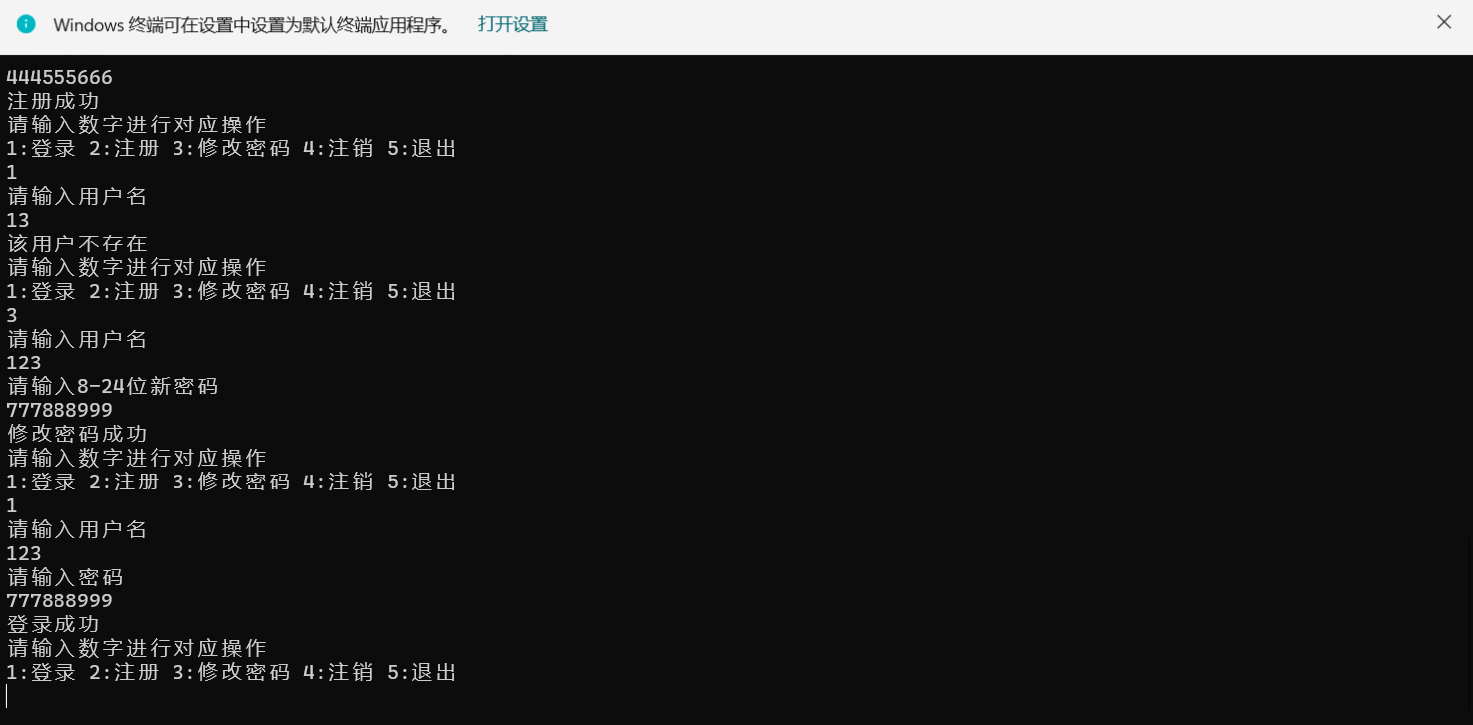 Windows 终端可在设置中设置为默认终端应用程序。 打开设置
444555666
注册成功
请输入数字进行对应操作
1:登录 2:注册 3:修改密码 4:注销 5:退出
1
请输入用户名
13
该用户不存在
请输入数字进行对应操作
1:登录 2:注册 3:修改密码 4:注销 5:退出
3
请输入用户名
123
请输入8-24位新密码
777888999
修改密码成功
请输入数字进行对应操作
1:登录 2:注册 3:修改密码 4:注销 5:退出
1
请输入用户名
123
请输入密码
777888999
登录成功
请输入数字进行对应操作
1:登录 2:注册 3:修改密码 4:注销 5:退出